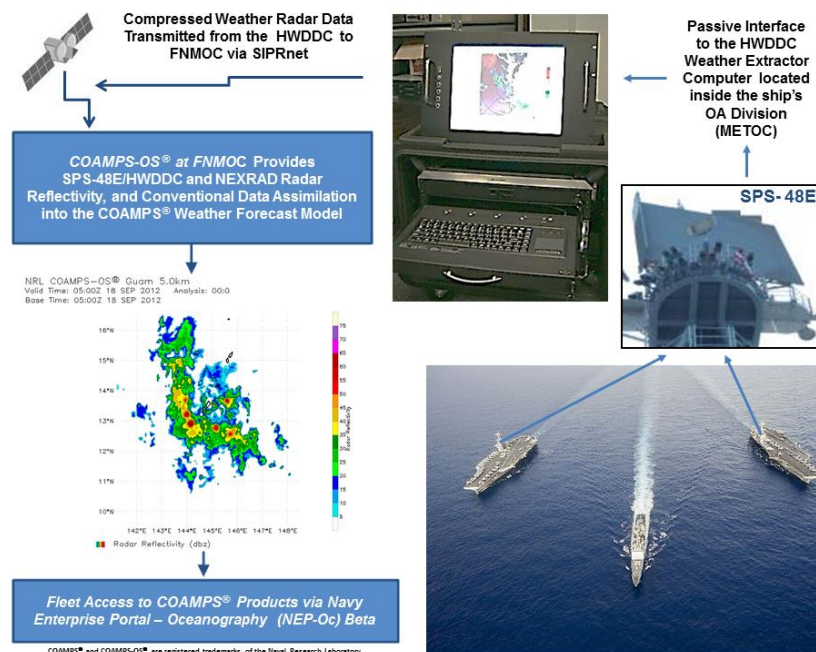 Compressed Weather Radar Data
Transmitted from the HWDDC to
FNMOC via SIPRnet
Passive Interface
to the HWDDC
Weather Extractor
Computer located
inside the ship's
OA Division
(METOC)
SPS-48E
COAMPS-OS® at FNMOC Provides
SPS-48E/HWDDC and NEXRAD Radar
Reflectivity, and Conventional Data Assimilation
into the COAMPS® Weather Forecast Model
NRL COAMPS-OS® Guam 5.0km
Valid Time: 05:00Z 18 SEP 2012 Analysis: 00:0
Base Time: 05:00Z 18 SEP 2012
16°N
15°N
14°N
13°N
12°N
11°N
10°N
142°E 143°E 144°E 145°E 146°E 147°E 148°E
75
70
65
60
55
50
45
40
35
30
25
20
15
10
5
Radar Reflectivity
Radar Reflectivity (dbz)
Fleet Access to COAMPS® Products via Navy
Enterprise Portal – Oceanography (NEP-Oc) Beta
COAMPS® and COAMPS-OS® are registered trademarks of the Naval Research Laboratory